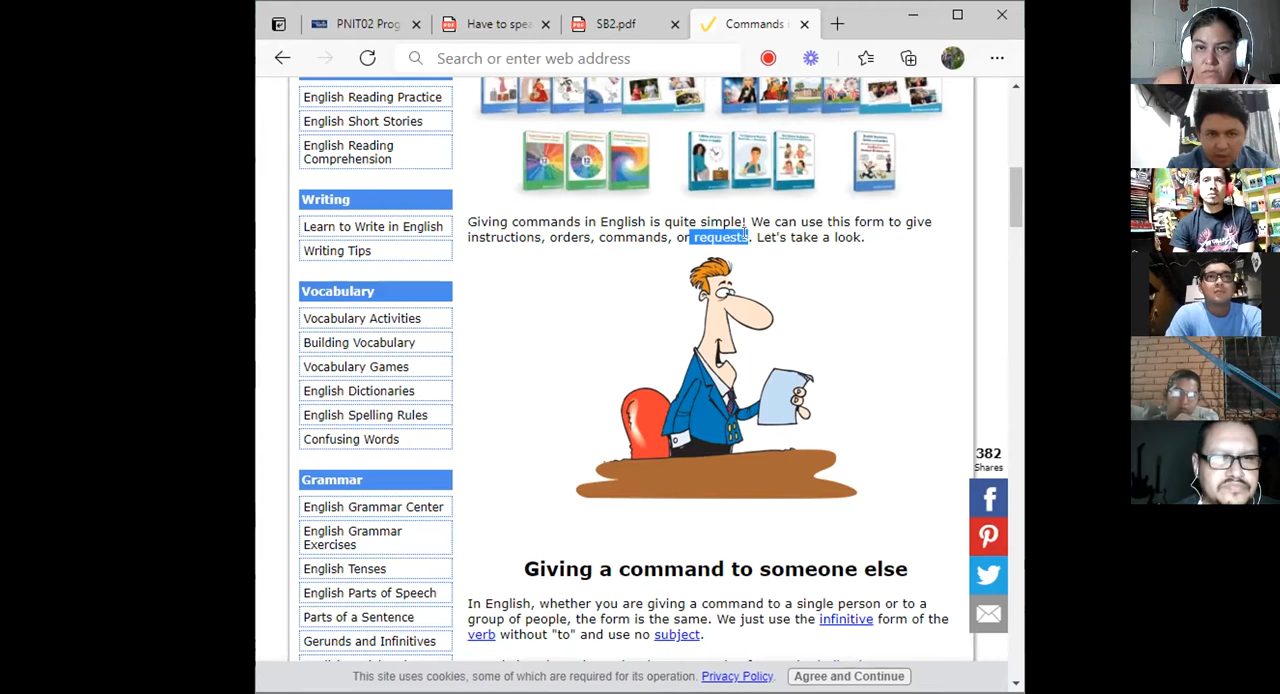 PNIT02 Prog
Have to spea
SB2.pdf
Commands i
Search or enter web address
English Reading Practice
English Short Stories
English Reading
Comprehension
Writing
Learn to Write in English
Writing Tips
Vocabulary
Vocabulary Activities
Building Vocabulary
Vocabulary Games
English Dictionaries
English Spelling Rules
Confusing Words
Grammar
English Grammar Center
English Grammar
Exercises
English Tenses
English Parts of Speech
Parts of a Sentence
Gerunds and Infinitives
Giving commands in English is quite simple! We can use this form to give
instructions, orders, commands, or requests. Let's take a look.
382
Shares
Giving a command to someone else
In English, whether you are giving a command to a single person or to a
group of people, the form is the same. We just use the infinitive form of the
verb without "to" and use no subject.
This site uses cookies, some of which are required for its operation. Privacy Policy.
Agree and Continue